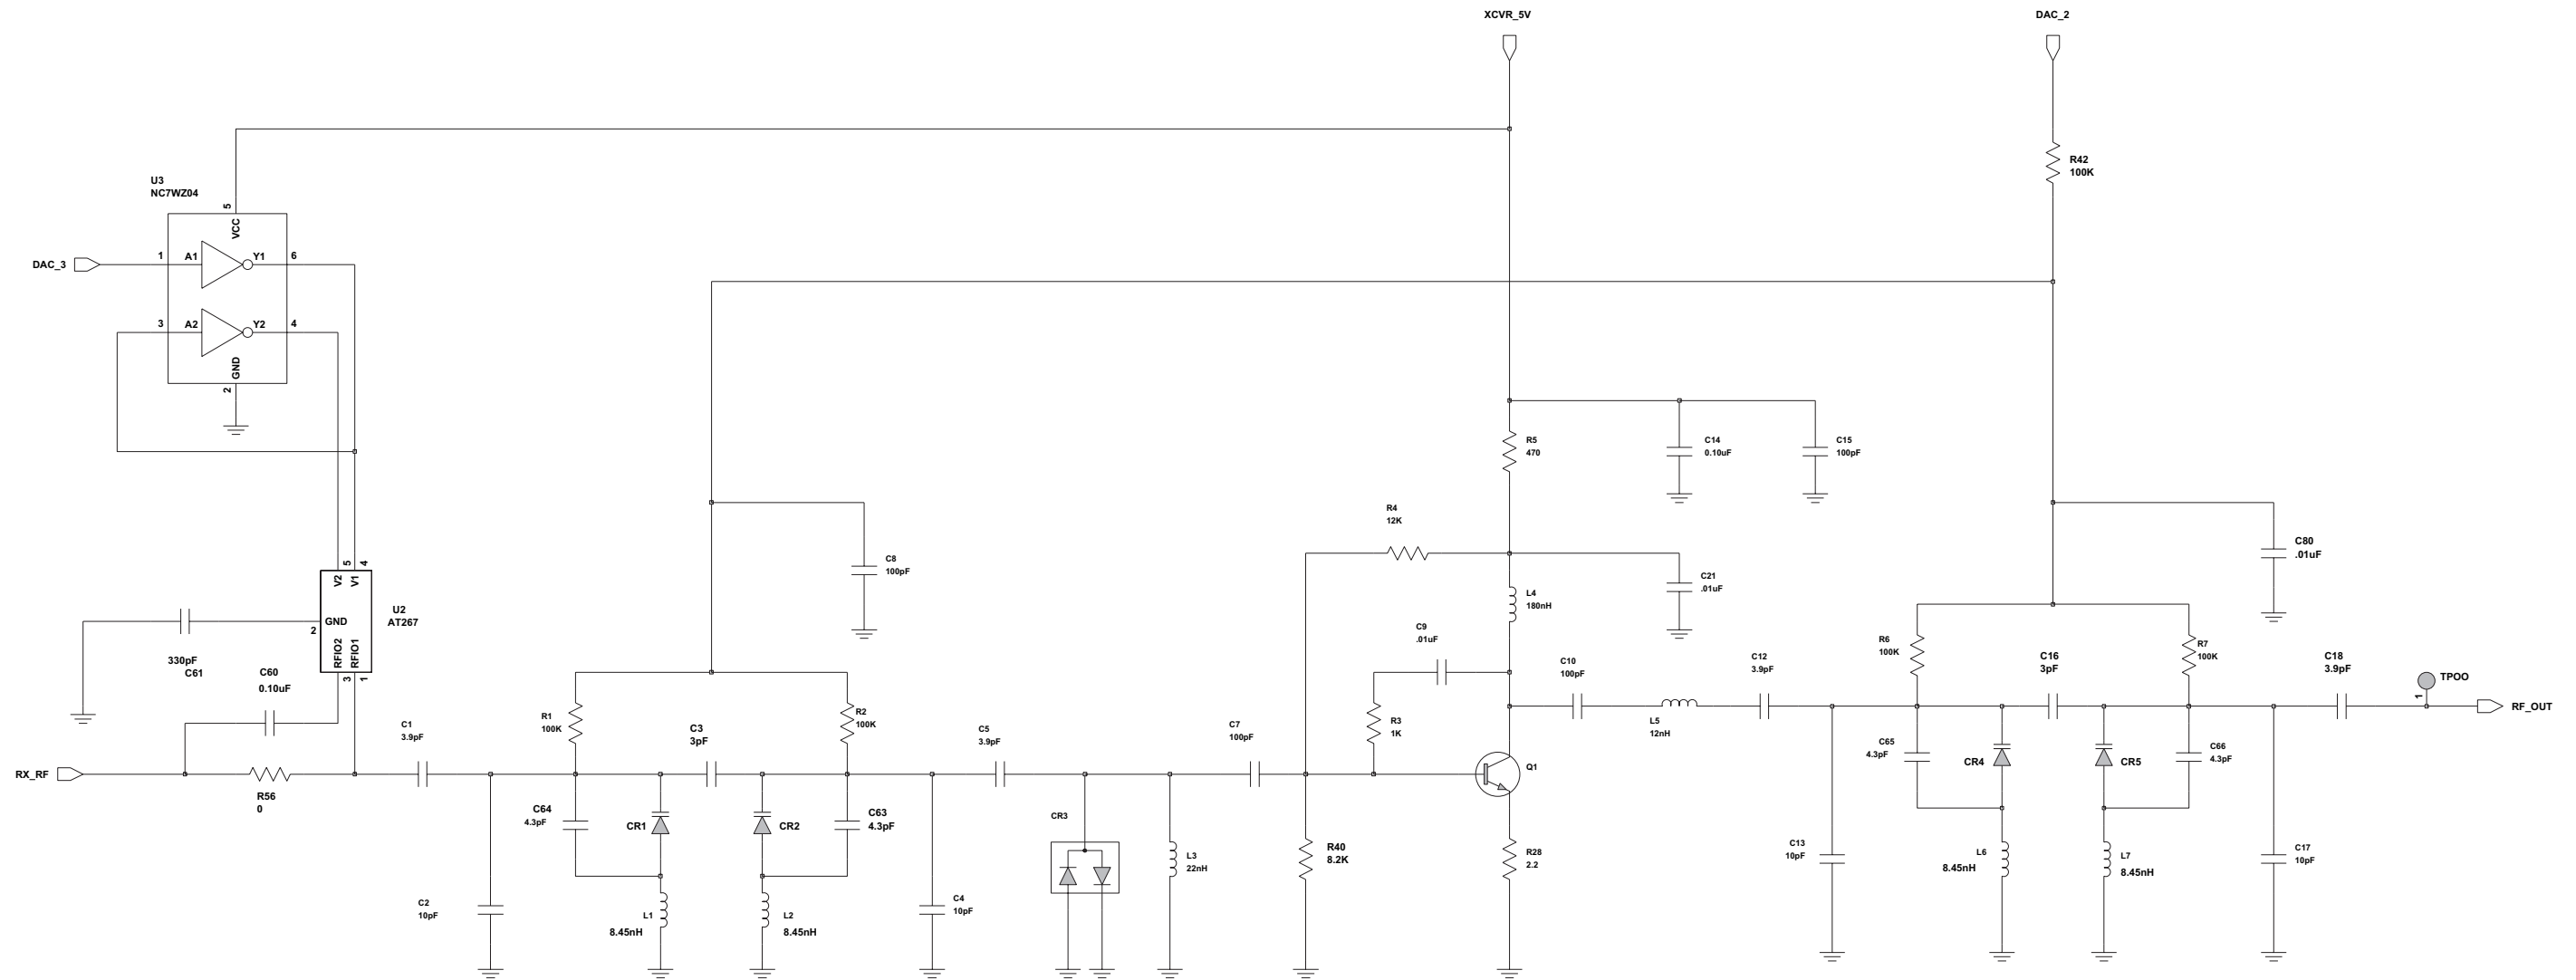 XCVR_5V
DAC_2
R42
100K
U3
NC7WZ04
5
VCC
DAC_3
1
A1
Y1
6
3
A2
Y2
4
GND
2
R5
470
C14
0.10uF
C15
100pF
R4
12K
C8
100pF
C80
.01uF
V2
5
V1
4
U2
AT267
GND
2
RFIO2
RFIO1
3
1
330pF
C61
C60
0.10uF
C21
.01uF
L4
180nH
C9
.01uF
R6
100K
R7
100K
C16
3pF
C18
3.9pF
TPOO
1
RF_OUT
C10
100pF
C12
3.9pF
L5
12nH
R3
1K
R1
100K
R2
100K
C1
3.9pF
C3
3pF
C5
3.9pF
C7
100pF
RX_RF
R56
0
Q1
C65
4.3pF
CR4
CR5
C66
4.3pF
C64
4.3pF
CR1
CR2
C63
4.3pF
CR3
L3
22nH
R40
8.2K
R28
2.2
C13
10pF
L6
8.45nH
L7
8.45nH
C17
10pF
C2
10pF
L1
8.45nH
L2
8.45nH
C4
10pF